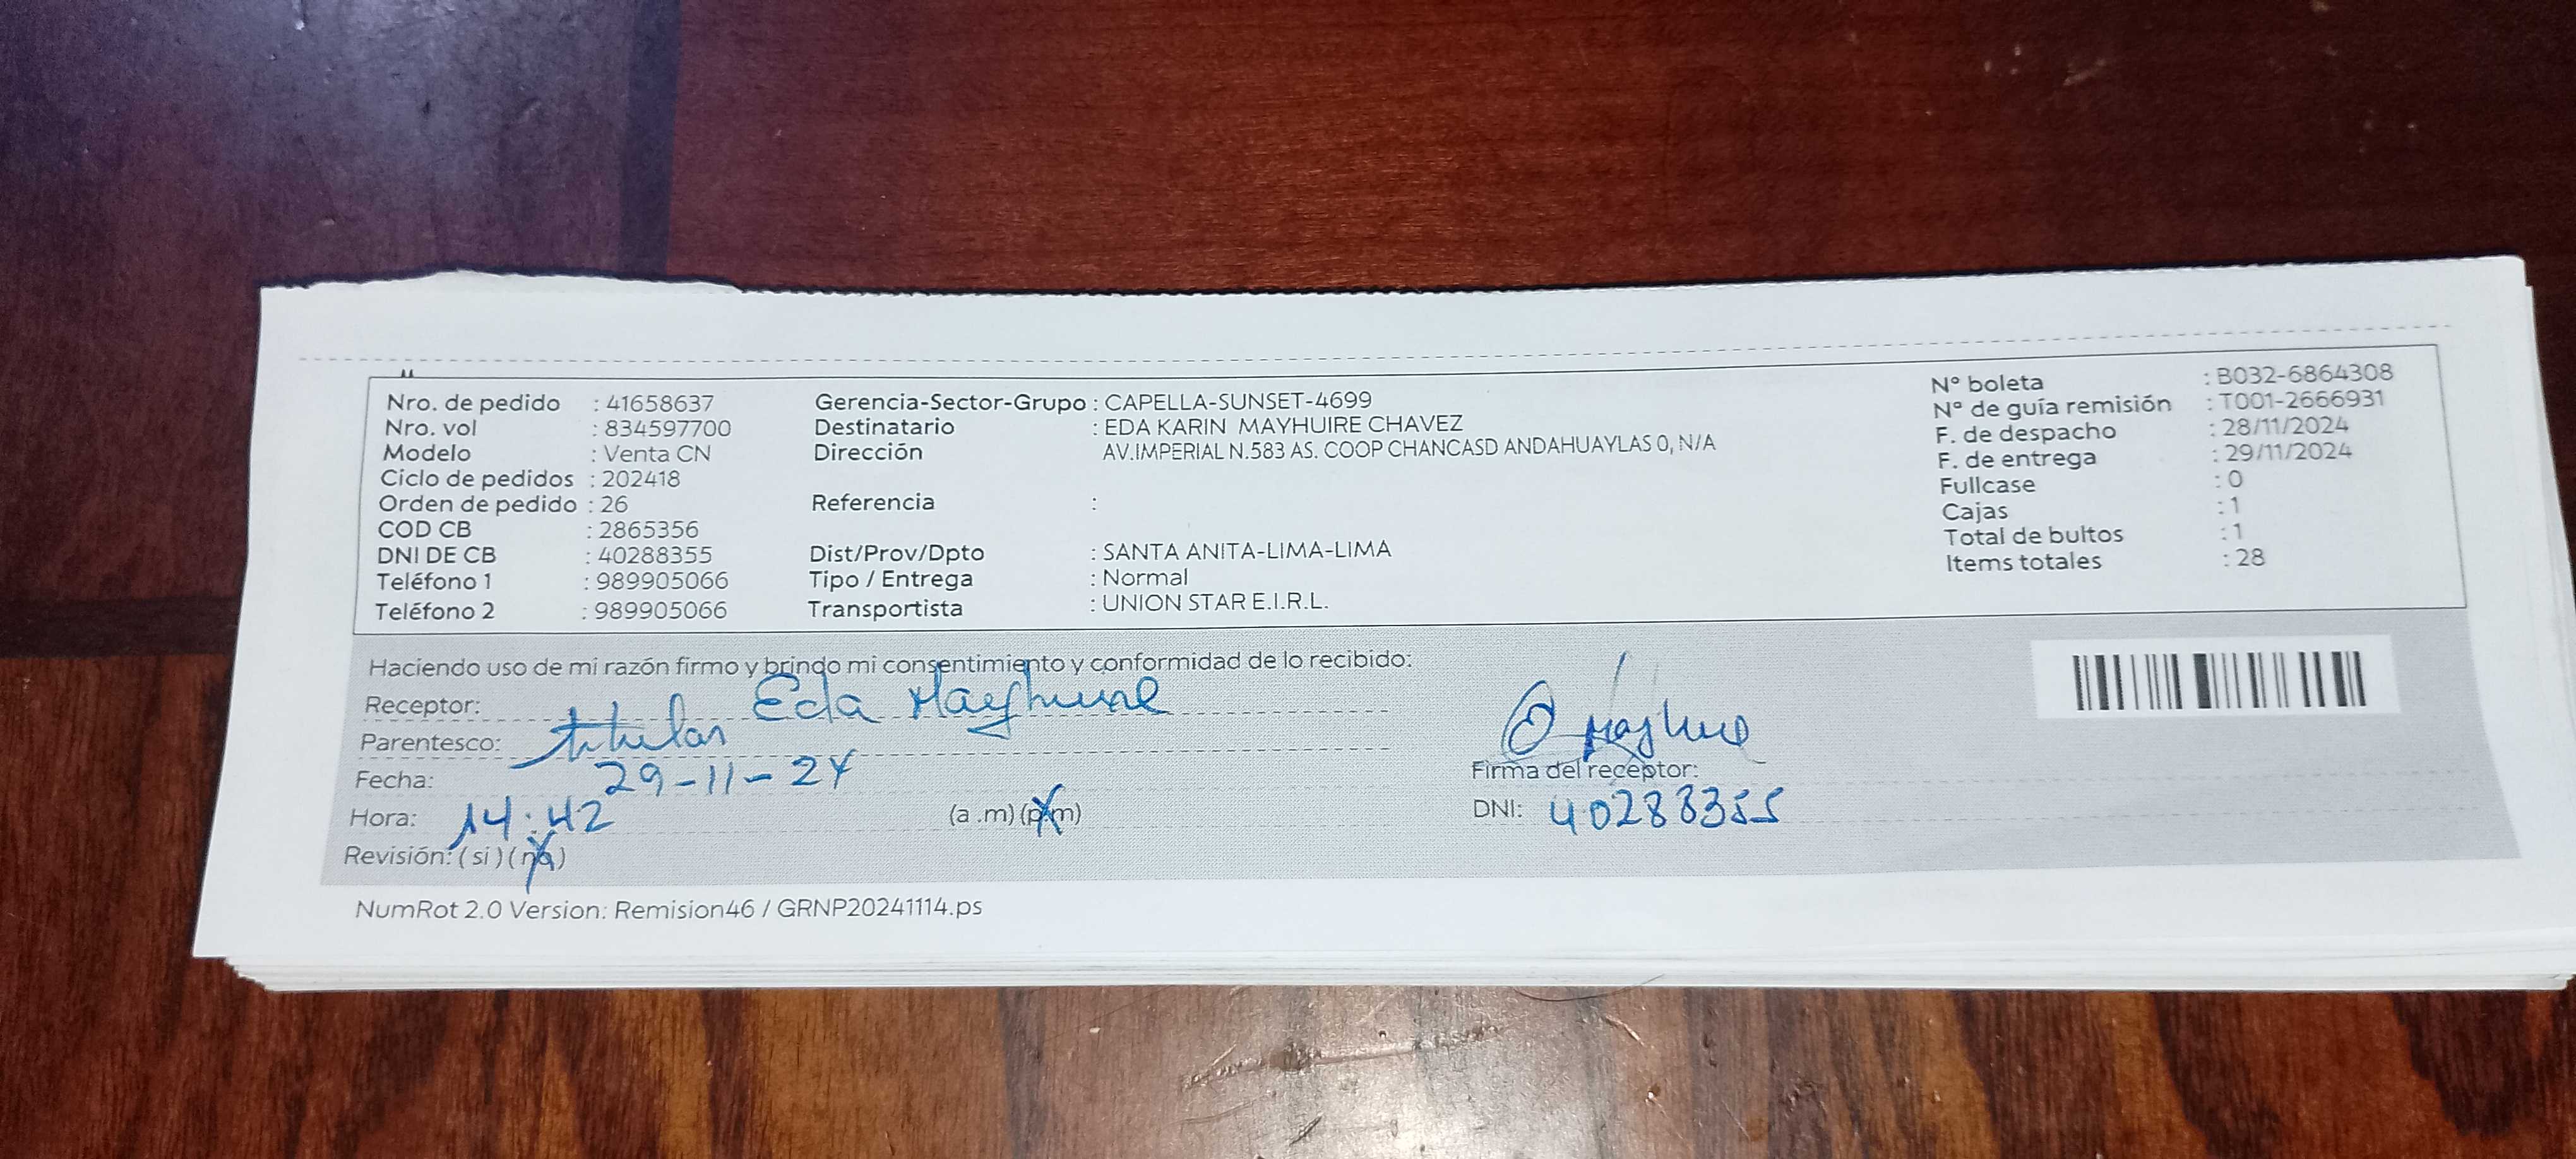 Nro. de pedido : 41658637
Nro. vol : 834597700
Modelo : Venta CN
Ciclo de pedidos : 202418
Orden de pedido : 26
COD CB : 2865356
DNI DE CB : 40288355
Teléfono 1 : 989905066
Teléfono 2 : 989905066
Gerencia-Sector-Grupo : CAPELLA-SUNSET-4699
Destinatario : EDA KARIN MAYHUIRE CHAVEZ
Dirección AV.IMPERIAL N.583 AS. COOP CHANCASD ANDAHUAYLAS 0, N/A
Referencia :
Dist/Prov/Dpto : SANTA ANITA-LIMA-LIMA
Tipo / Entrega : Normal
Transportista : UNION STAR E.I.R.L.
N° boleta : B032-6864308
N° de guía remisión : T001-2666931
F. de despacho : 28/11/2024
F. de entrega : 29/11/2024
Fullcase : 0
Cajas : 1
Total de bultos : 1
Items totales : 28
Haciendo uso de mi razón firmo y brindo mi consentimiento y conformidad de lo recibido:
Receptor: Eda Mayhuire
Parentesco: titular
Fecha: 29-11-24
Hora: 14:42 (a .m) (p.m)
Revisión: ( si ) ( no )
Mayhuire
Firma del receptor:
DNI: 40288355
NumRot 2.0 Version: Remision46 / GRNP20241114.ps